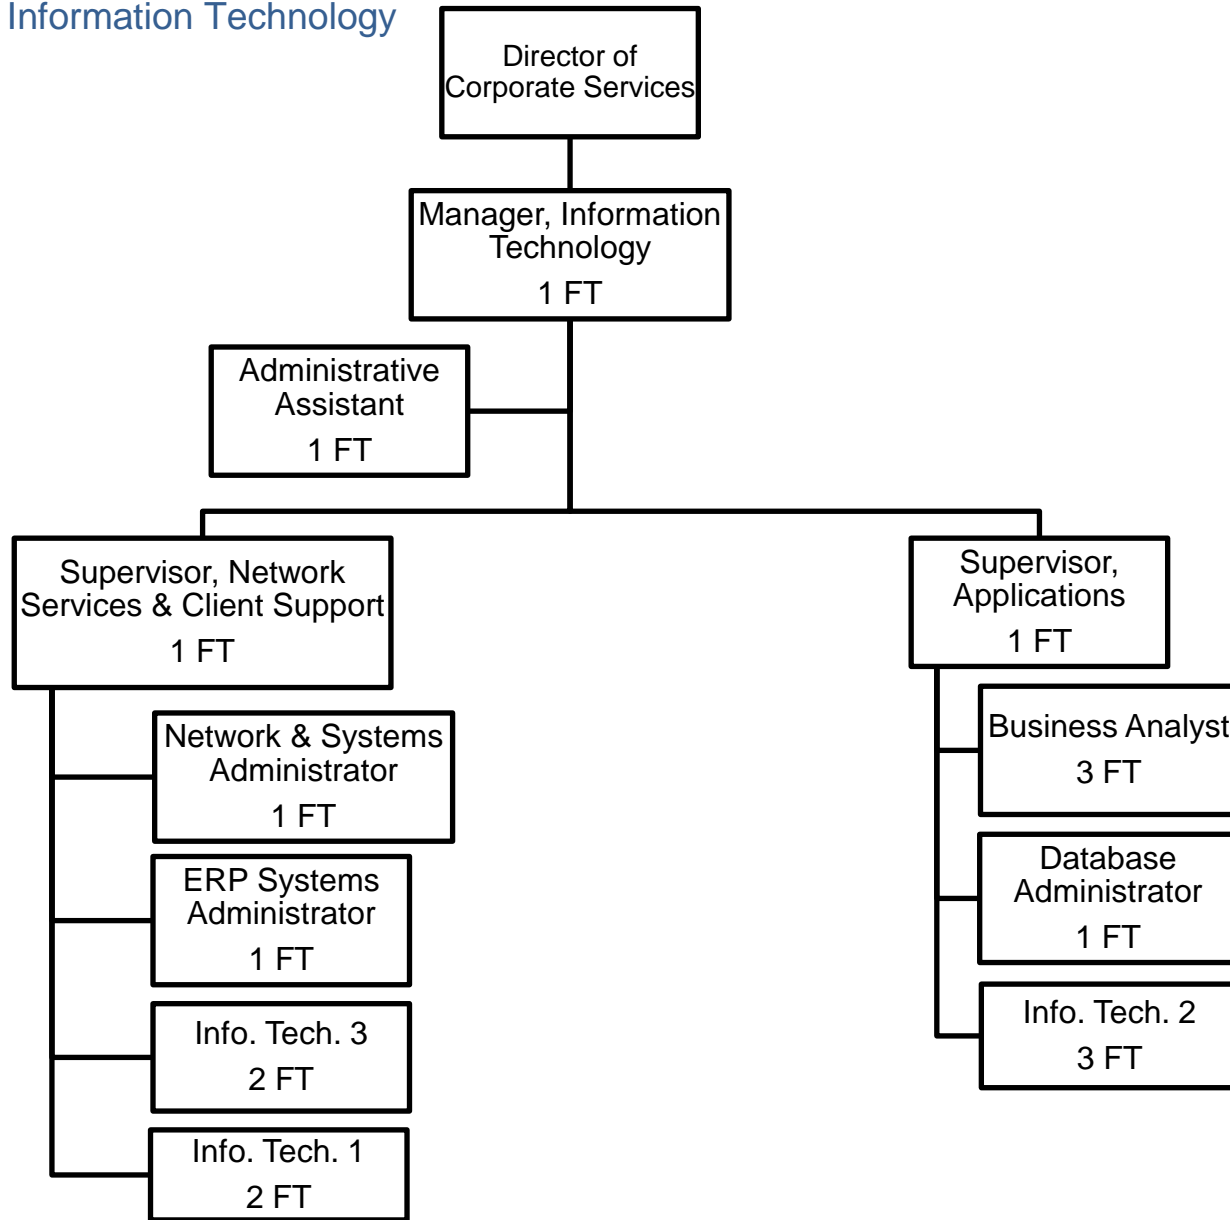 Information Technology
Director of
Corporate Services
Manager, Information
Technology
1 FT
Administrative
Assistant
1 FT
Supervisor, Network
Services & Client Support
1 FT
Network & Systems
Administrator
1 FT
ERP Systems
Administrator
1 FT
Info. Tech. 3
2 FT
Info. Tech. 1
2 FT
Supervisor,
Applications
1 FT
Business Analyst
3 FT
Database
Administrator
1 FT
Info. Tech. 2
3 FT